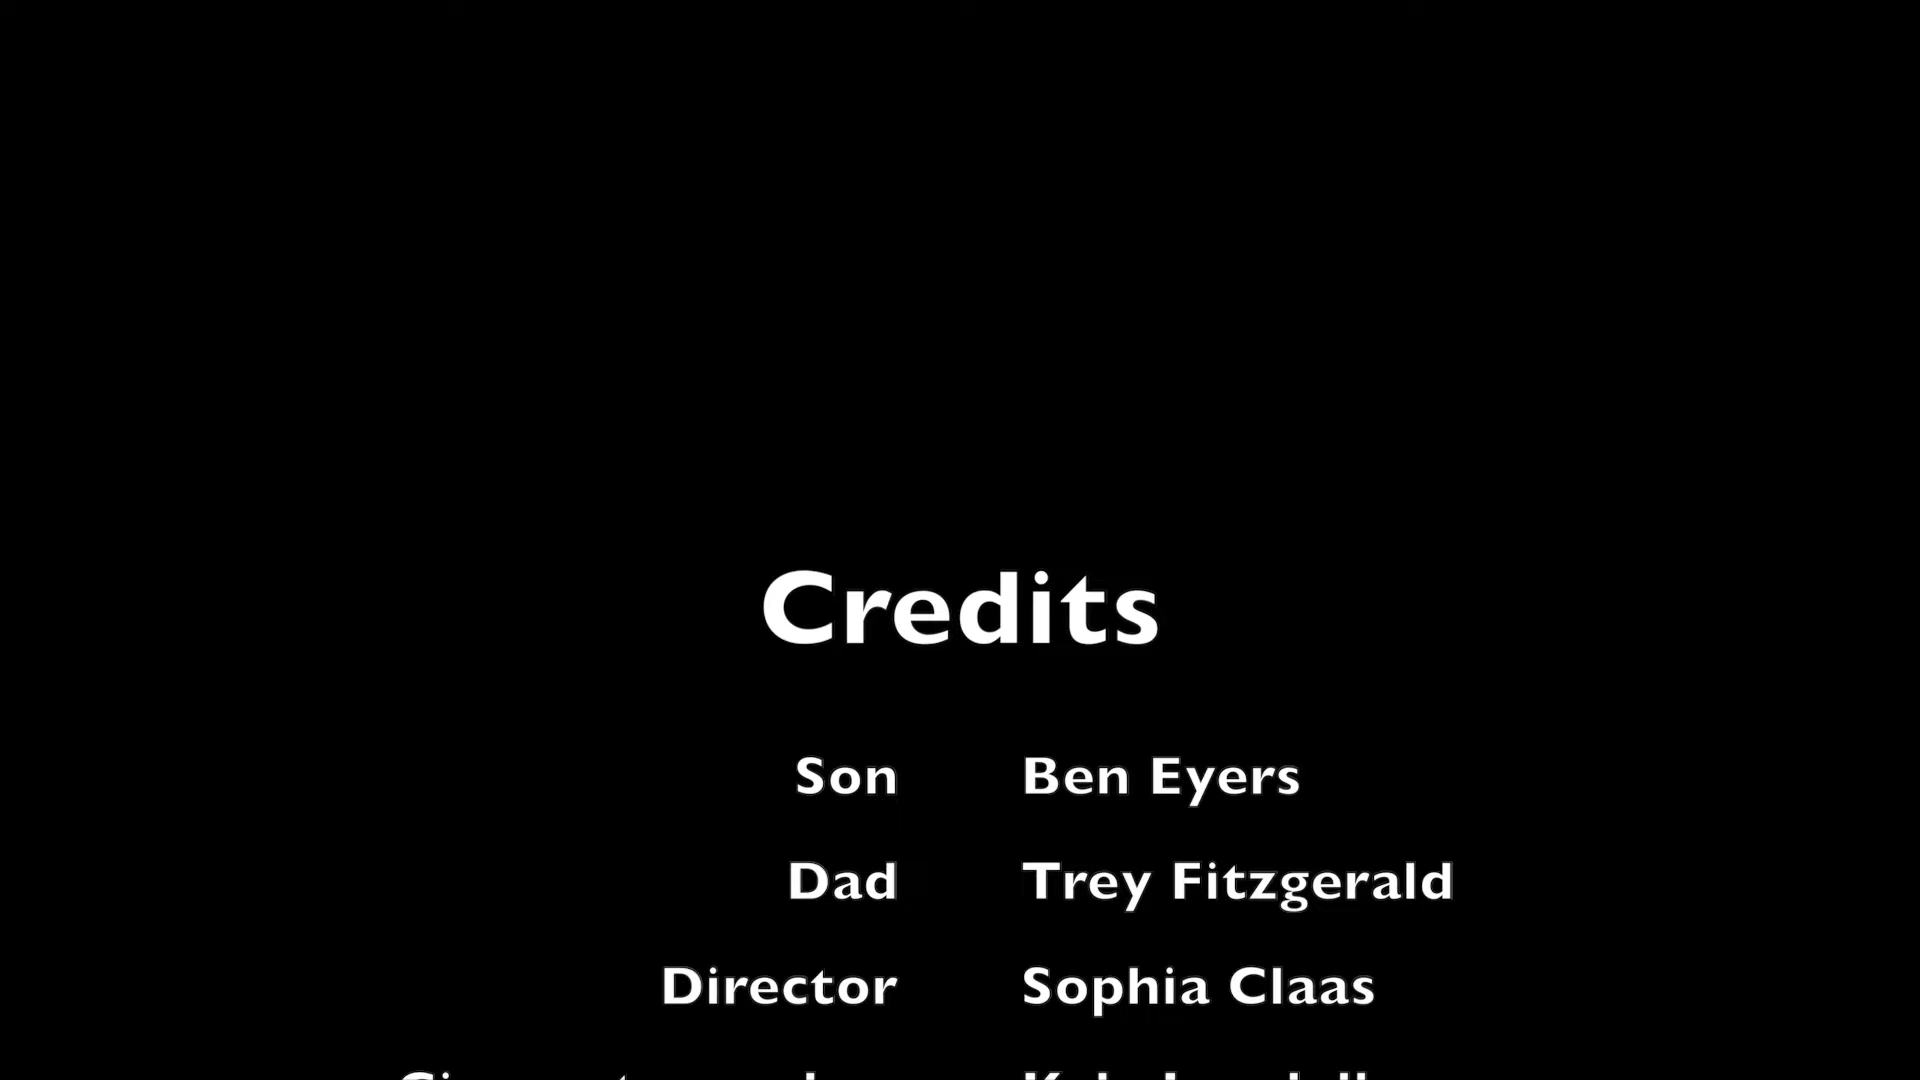 Credits
Son Ben Eyers
Dad Trey Fitzgerald
Director Sophia Claas